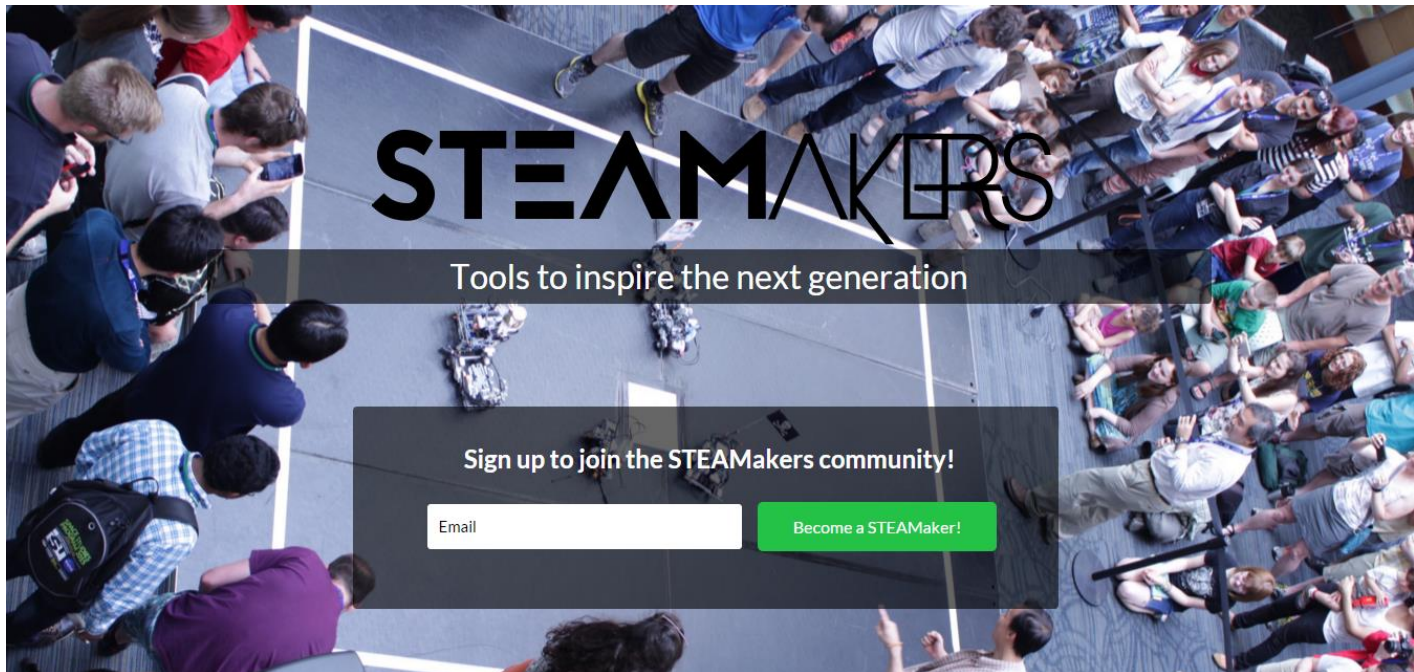 STEAMAKERS
Tools to inspire the next generation
Sign up to join the STEAMakers community!
Email
Become a STEAMaker!